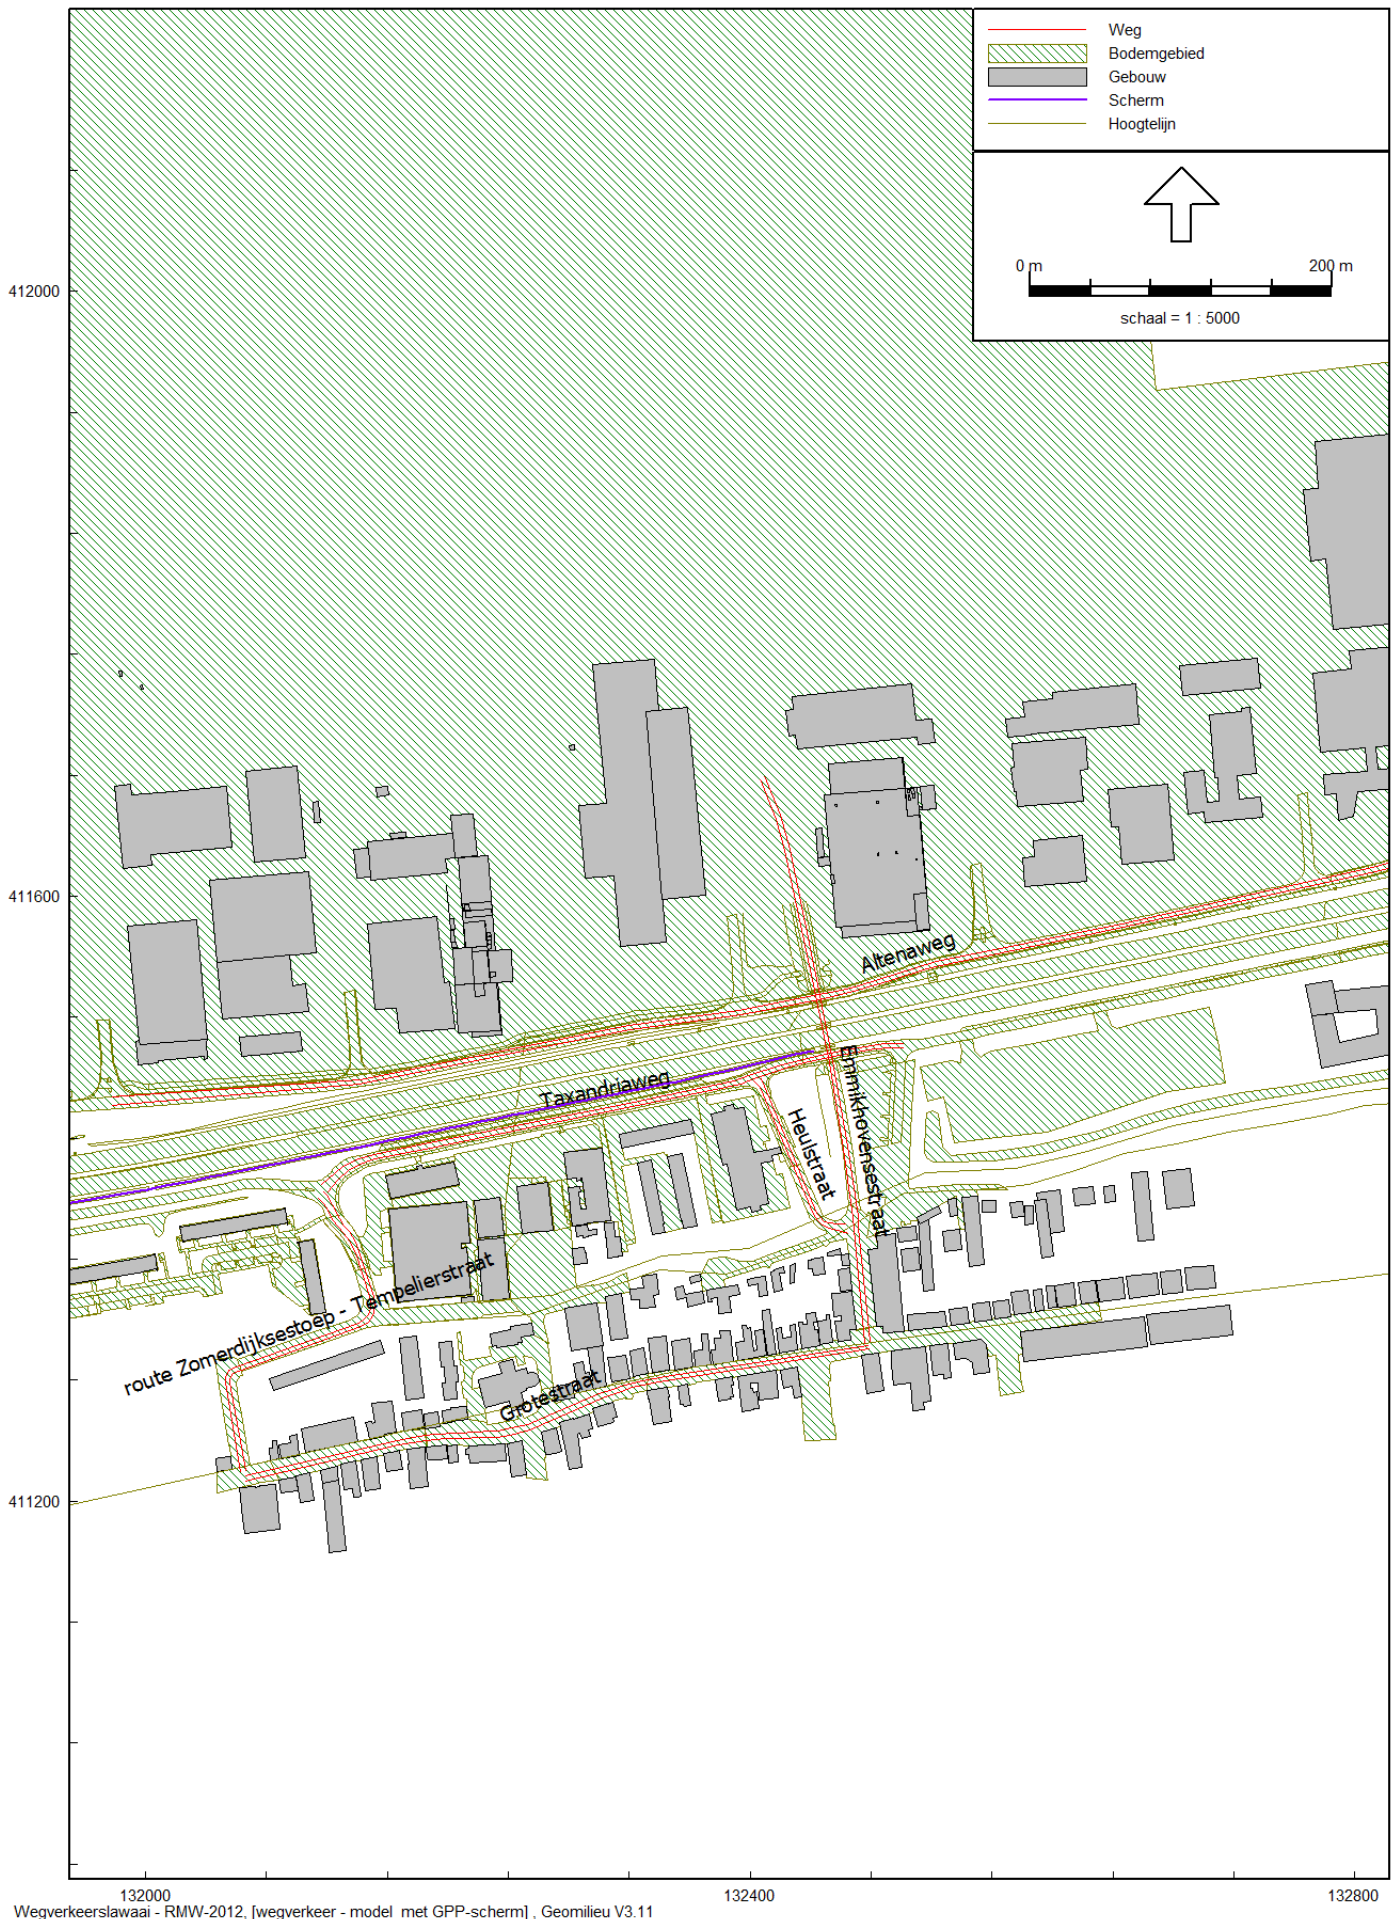 Weg
Bodemgebied
Gebouw
Scherm
Hoogtelijn
0 m 200 m
schaal = 1 : 5000
412000
411600
411200
Altenaweg
Taxandriaweg
Emmikhovensestraat
Heulstraat
route Zomerdijksestoep - Tempelierstraat
Grotestraat
132000 132400 132800
Wegverkeerslawaai - RMW-2012, [wegverkeer - model met GPP-scherm] , Geomilieu V3.11